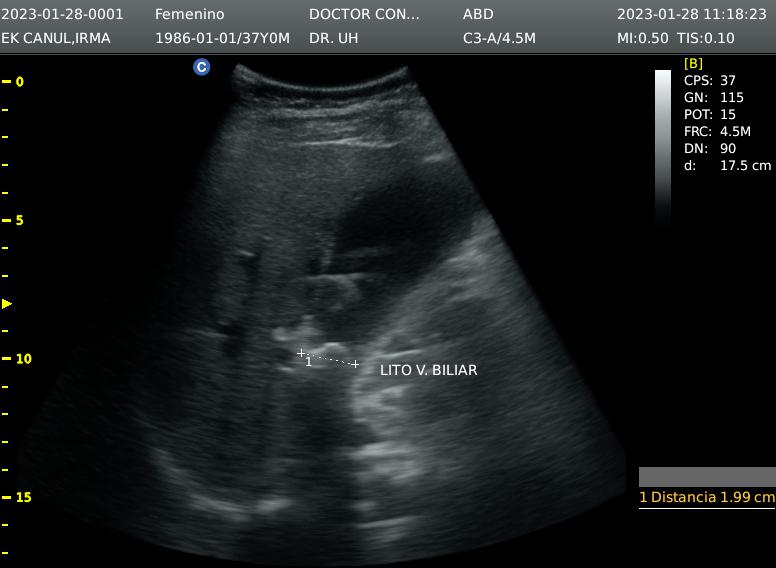 2023-01-28-0001 Femenino DOCTOR CON... ABD 2023-01-28 11:18:23
EK CANUL,IRMA 1986-01-01/37Y0M DR. UH C3-A/4.5M MI:0.50 TIS:0.10
C
[B]
CPS: 37
GN: 115
POT: 15
FRC: 4.5M
DN: 90
d: 17.5 cm
0
5
10
15
1
LITO V. BILIAR
1 Distancia 1.99 cm